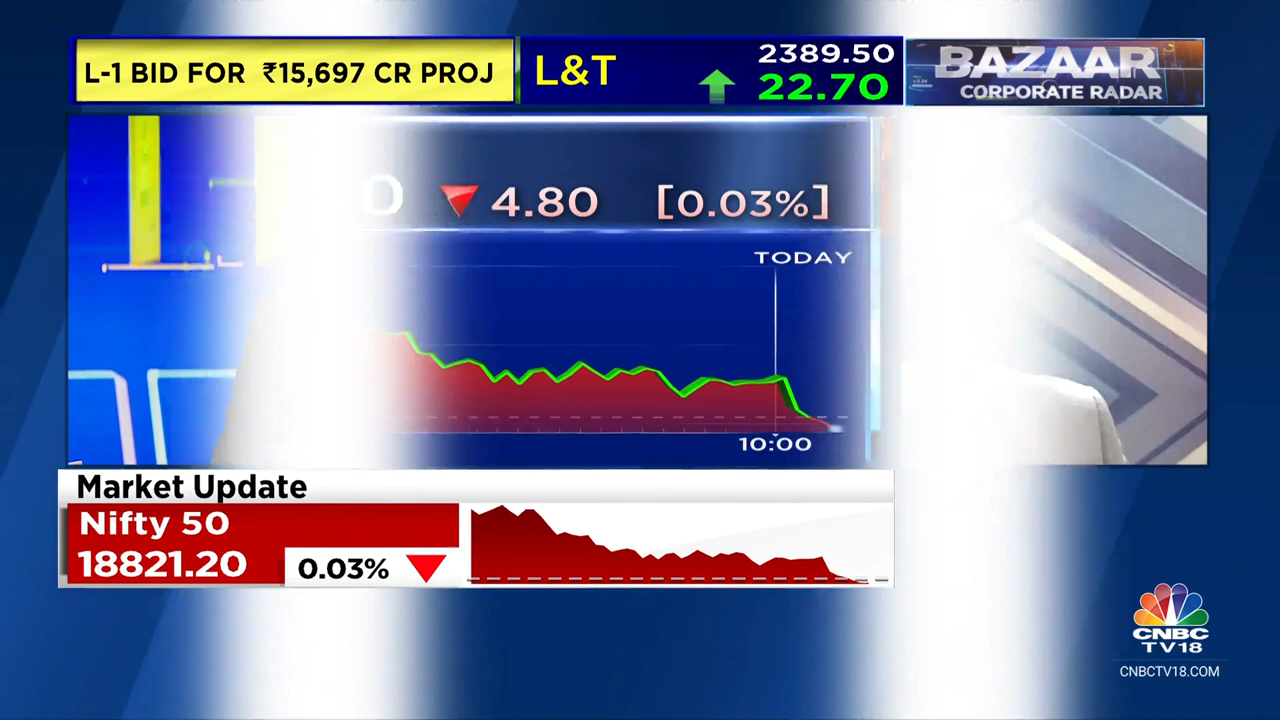 L-1 BID FOR ₹15,697 CR PROJ
L&T
2389.50
22.70
BAZAAR
CORPORATE RADAR
0 4.80 [0.03%]
TODAY
10:00
Market Update
Nifty 50
18821.20
0.03%
CNBC
TV18
CNBCTV18.COM